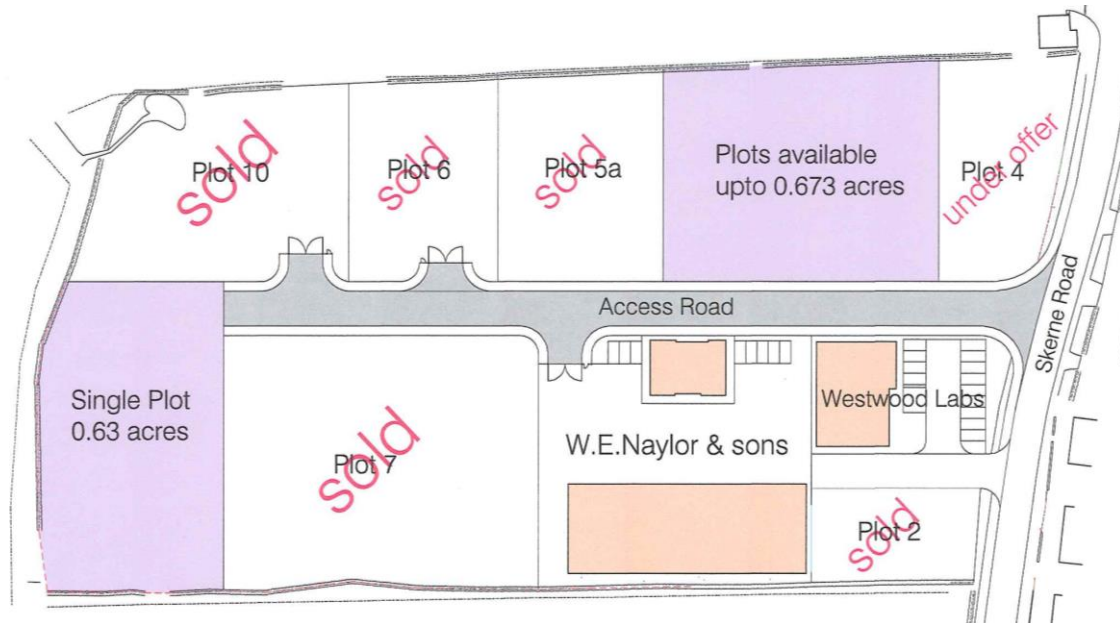 Plot 10
sold
Plot 6
sold
Plot 5a
sold
Plots available
upto 0.673 acres
Plot 4
under offer
Access Road
Skerne Road
Single Plot
0.63 acres
Plot 7
sold
W.E.Naylor & sons
Westwood Labs
Plot 2
sold